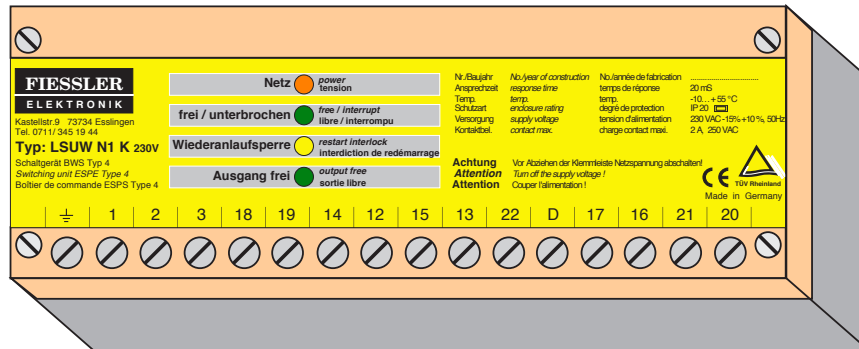 FIESSLER
ELEKTRONIK
Kastellstr.9 73734 Esslingen
Tel. 0711/ 345 19 44
Typ: LSUW N1 K 230V
Schaltgerät BWS Typ 4
Switching unit ESPE Type 4
Boîtier de commande ESPS Type 4
Netz power
tension
frei / unterbrochen free / interrupt
libre / interrompu
Wiederanlaufsperre restart interlock
interdiction de redémarrage
Ausgang frei output free
sortie libre
Nr./Baujahr No./year of construction No./année de fabrication ..................................
Ansprechzeit response time temps de réponse 20 mS
Temp. temp. temp. -10... +55 °C
Schutzart enclosure rating degré de protection IP 20
Versorgung supply voltage tension d'alimentation 230 VAC -15% +10 %, 50Hz
Kontaktbel. contact max. charge contact maxi. 2 A, 250 VAC
Achtung Vor Abziehen der Klemmleiste Netzspannung abschalten!
Attention Turn off the supply voltage !
Attention Couper l'alimentation !
CE TÜV Rheinland
Made in Germany
1 2 3 18 19 14 12 15 13 22 D 17 16 21 20